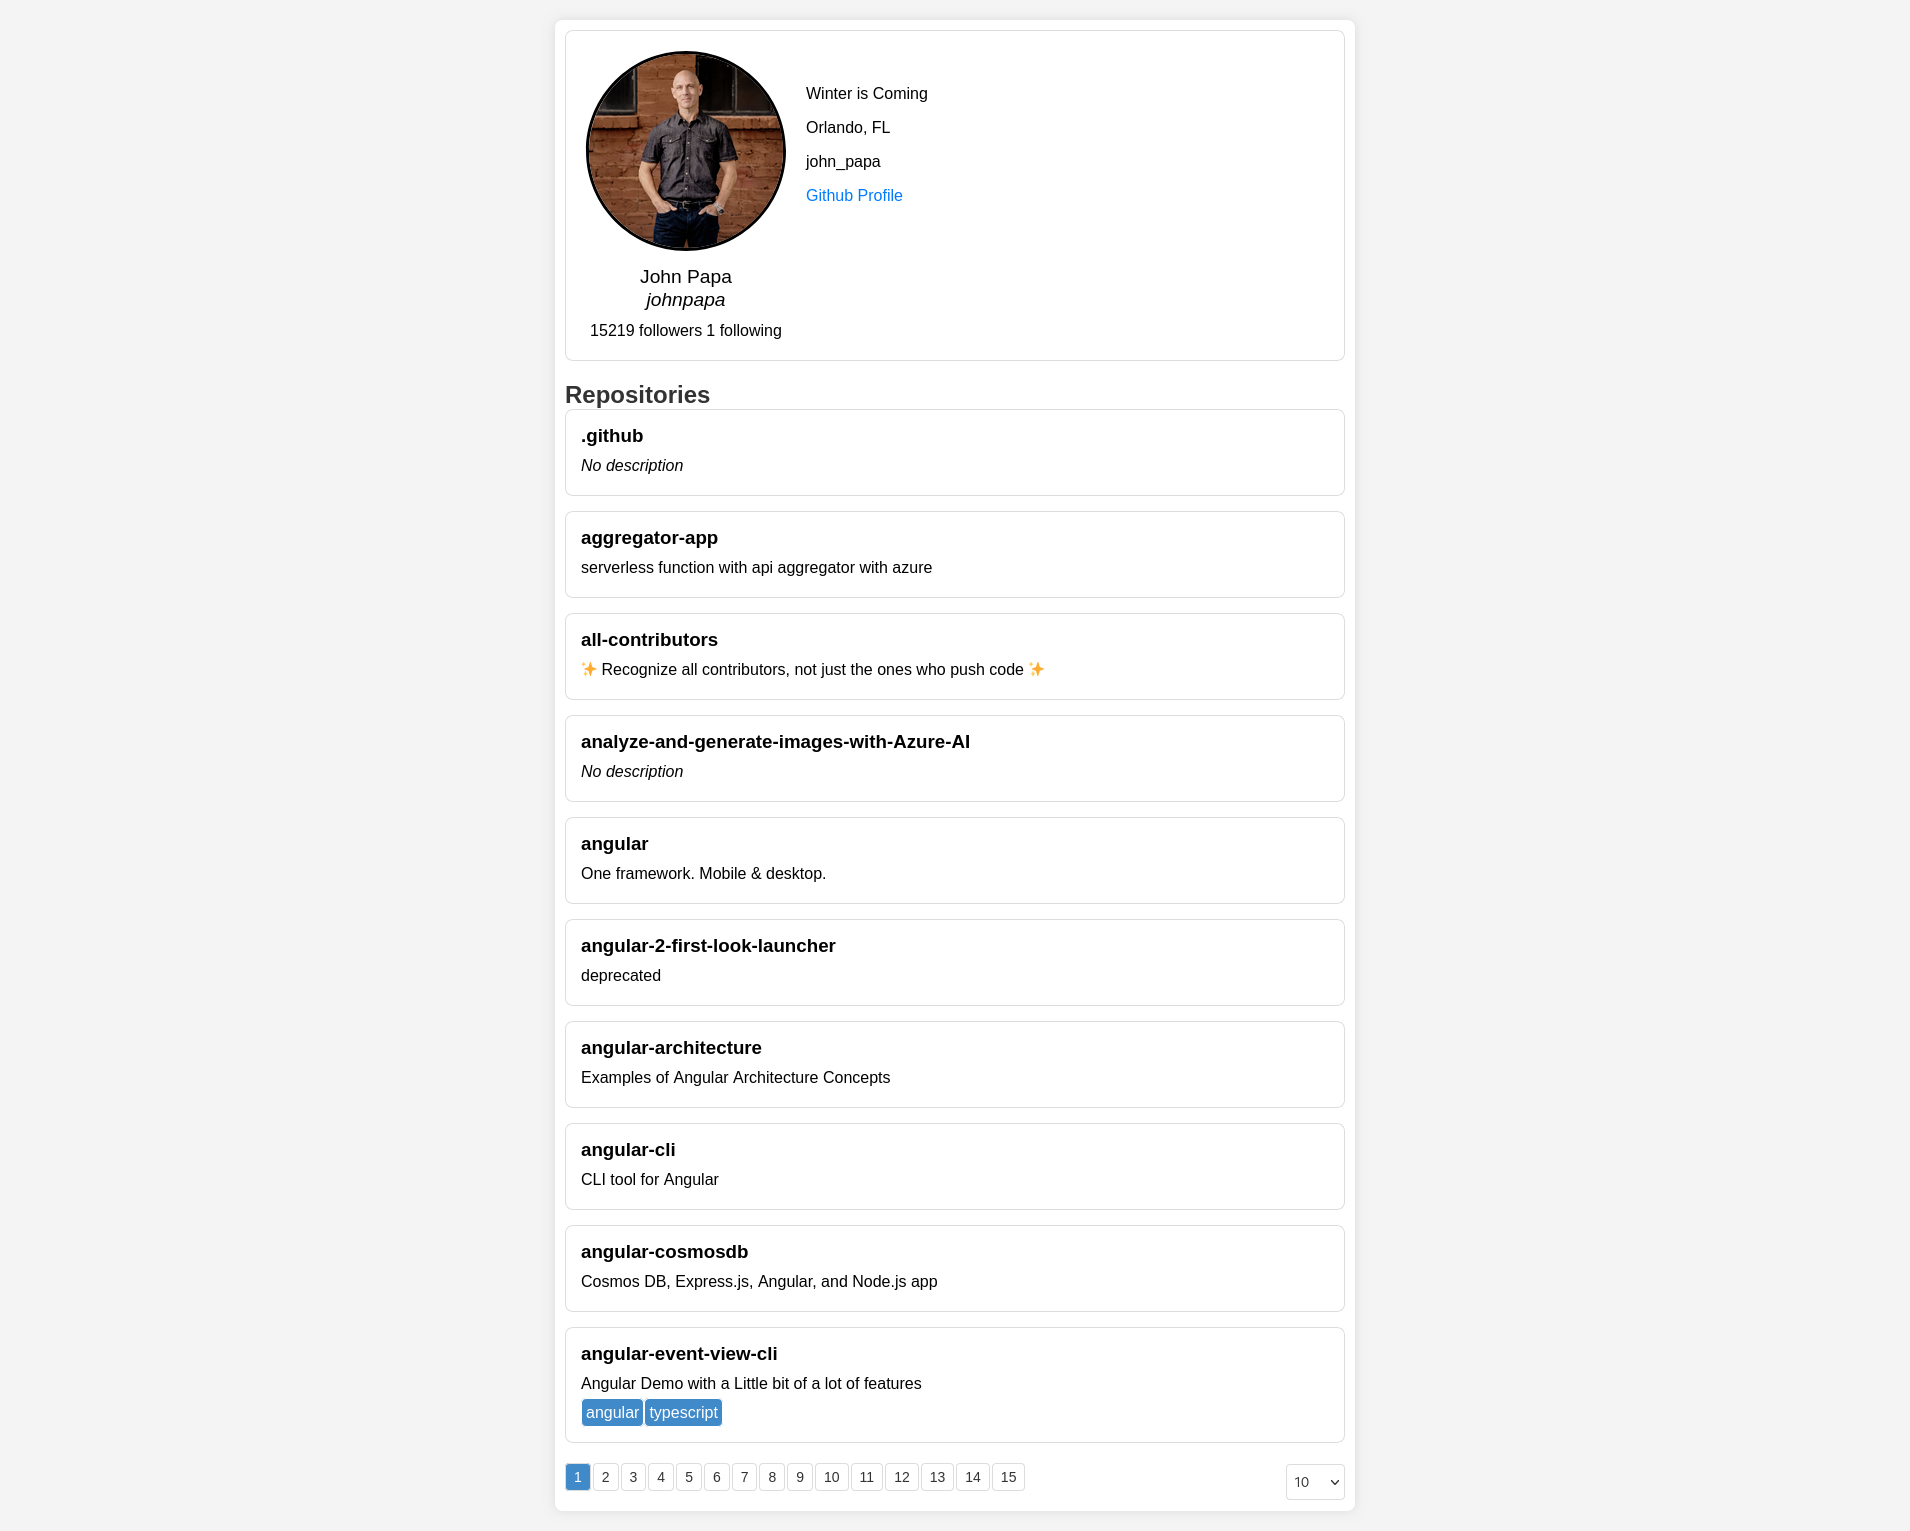 Winter is Coming
Orlando, FL
john_papa
Github Profile
John Papa
johnpapa
15219 followers 1 following
Repositories
.github
No description
aggregator-app
serverless function with api aggregator with azure
all-contributors
✨ Recognize all contributors, not just the ones who push code ✨
analyze-and-generate-images-with-Azure-AI
No description
angular
One framework. Mobile & desktop.
angular-2-first-look-launcher
deprecated
angular-architecture
Examples of Angular Architecture Concepts
angular-cli
CLI tool for Angular
angular-cosmosdb
Cosmos DB, Express.js, Angular, and Node.js app
angular-event-view-cli
Angular Demo with a Little bit of a lot of features
angular typescript
1 2 3 4 5 6 7 8 9 10 11 12 13 14 15 10